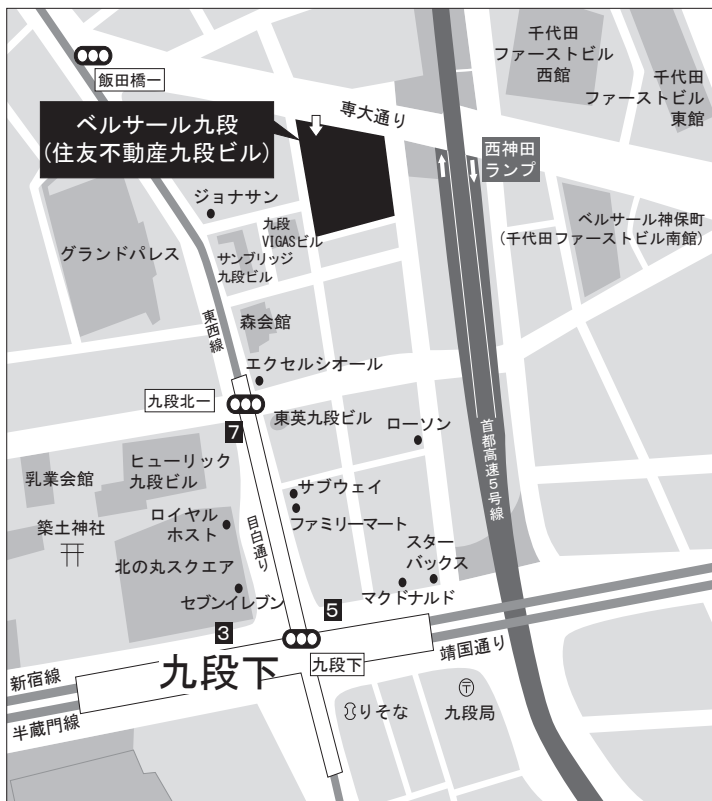 飯田橋一
千代田
ファーストビル
西館
千代田
ファーストビル
東館
専大通り
ベルサール九段
(住友不動産九段ビル)
西神田
ランプ
ジョナサン
九段
VIGASビル
サンブリッジ
九段ビル
グランドパレス
ベルサール神保町
(千代田ファーストビル南館)
東西線
森会館
エクセルシオール
九段北一
7
東英九段ビル
ローソン
首都高速5号線
乳業会館
ヒューリック
九段ビル
サブウェイ
ファミリーマート
築土神社
ロイヤル
ホスト
目白通り
スター
バックス
北の丸スクエア
セブンイレブン
マクドナルド
5
3
九段下
九段下
靖国通り
新宿線
半蔵門線
りそな
〒
九段局